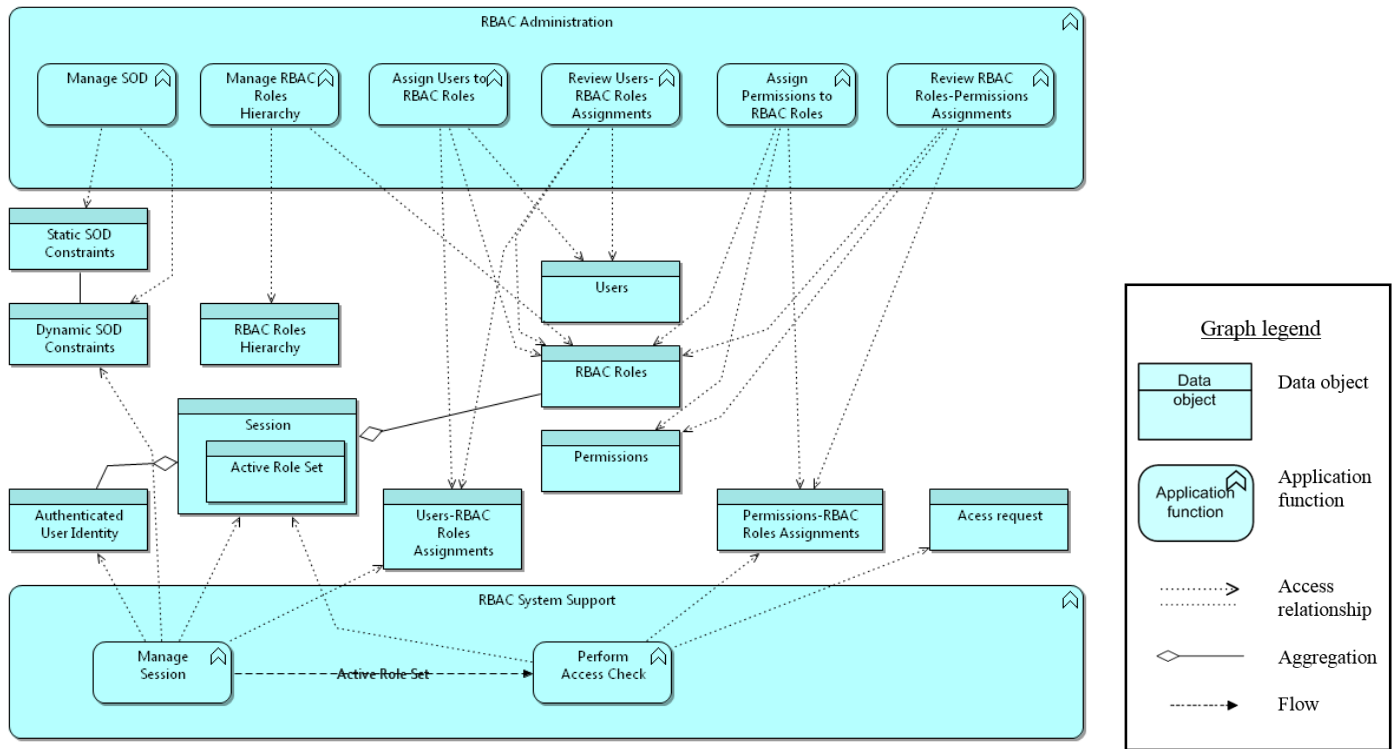 RBAC Administration
Manage SOD
Manage RBAC
Roles
Hierarchy
Assign Users to
RBAC Roles
Review Users-
RBAC Roles
Assignments
Assign
Permissions to
RBAC Roles
Review RBAC
Roles-Permissions
Assignments
Static SOD
Constraints
Dynamic SOD
Constraints
RBAC Roles
Hierarchy
Users
RBAC Roles
Permissions
Session
Active Role Set
Authenticated
User Identity
Users-RBAC
Roles
Assignments
Permissions-RBAC
Roles Assignments
Acess request
RBAC System Support
Manage
Session
Active Role Set
Perform
Access Check
Graph legend
Data
object
Data object
Application
function
Application
function
Access
relationship
Aggregation
Flow